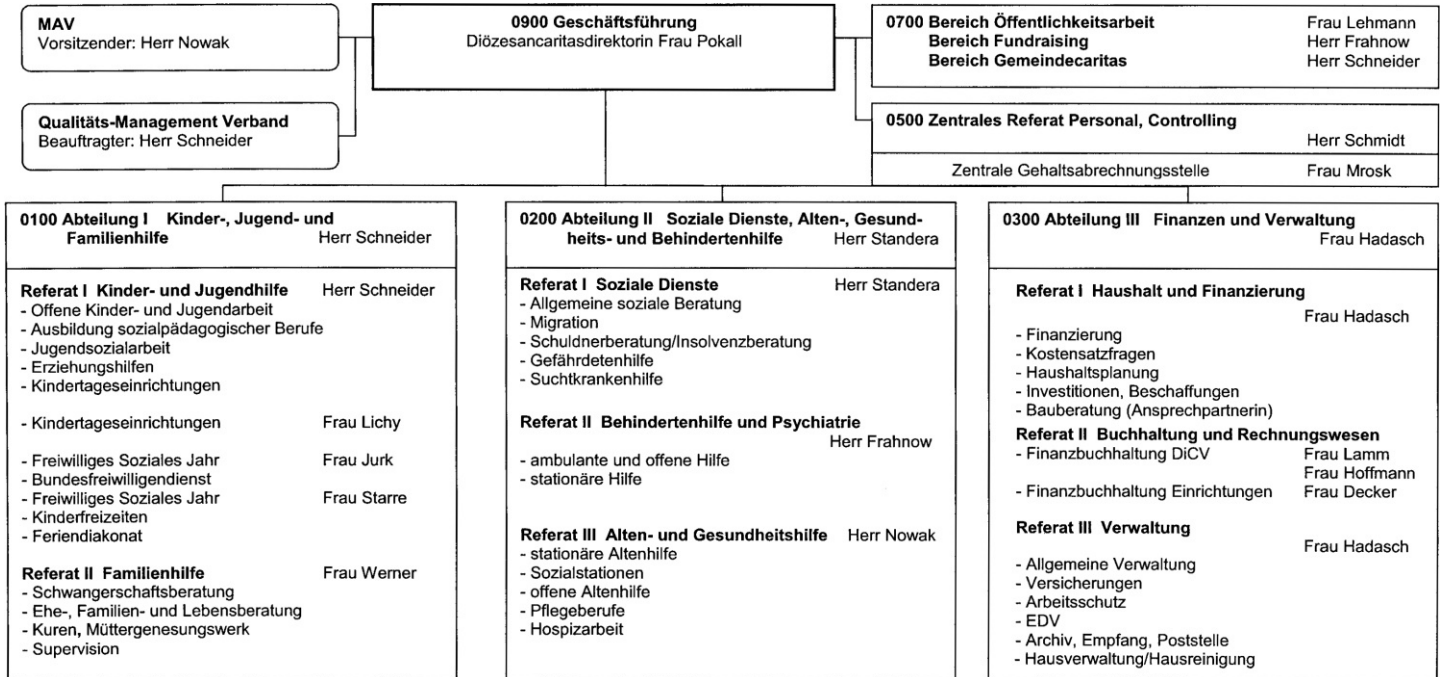 MAV
Vorsitzender: Herr Nowak
0900 Geschäftsführung
Diözesancaritasdirektorin Frau Pokall
0700 Bereich Öffentlichkeitsarbeit Frau Lehmann
Bereich Fundraising Herr Frahnow
Bereich Gemeindecaritas Herr Schneider
Qualitäts-Management Verband
Beauftragter: Herr Schneider
0500 Zentrales Referat Personal, Controlling
Herr Schmidt
Zentrale Gehaltsabrechnungsstelle Frau Mrosk
0100 Abteilung I Kinder-, Jugend- und
Familienhilfe Herr Schneider
Referat I Kinder- und Jugendhilfe Herr Schneider
- Offene Kinder- und Jugendarbeit
- Ausbildung sozialpädagogischer Berufe
- Jugendsozialarbeit
- Erziehungshilfen
- Kindertageseinrichtungen
- Kindertageseinrichtungen Frau Lichy
- Freiwilliges Soziales Jahr Frau Jurk
- Bundesfreiwilligendienst
- Freiwilliges Soziales Jahr Frau Starre
- Kinderfreizeiten
- Feriendiakonat
Referat II Familienhilfe Frau Werner
- Schwangerschaftsberatung
- Ehe-, Familien- und Lebensberatung
- Kuren, Müttergenesungswerk
- Supervision
0200 Abteilung II Soziale Dienste, Alten-, Gesund-
heits- und Behindertenhilfe Herr Standera
Referat I Soziale Dienste Herr Standera
- Allgemeine soziale Beratung
- Migration
- Schuldnerberatung/Insolvenzberatung
- Gefährdetenhilfe
- Suchtkrankenhilfe
Referat II Behindertenhilfe und Psychiatrie
Herr Frahnow
- ambulante und offene Hilfe
- stationäre Hilfe
Referat III Alten- und Gesundheitshilfe Herr Nowak
- stationäre Altenhilfe
- Sozialstationen
- offene Altenhilfe
- Pflegeberufe
- Hospizarbeit
0300 Abteilung III Finanzen und Verwaltung
Frau Hadasch
Referat I Haushalt und Finanzierung
Frau Hadasch
- Finanzierung
- Kostensatzfragen
- Haushaltsplanung
- Investitionen, Beschaffungen
- Bauberatung (Ansprechpartnerin)
Referat II Buchhaltung und Rechnungswesen
- Finanzbuchhaltung DiCV Frau Lamm
Frau Hoffmann
- Finanzbuchhaltung Einrichtungen Frau Decker
Referat III Verwaltung
Frau Hadasch
- Allgemeine Verwaltung
- Versicherungen
- Arbeitsschutz
- EDV
- Archiv, Empfang, Poststelle
- Hausverwaltung/Hausreinigung